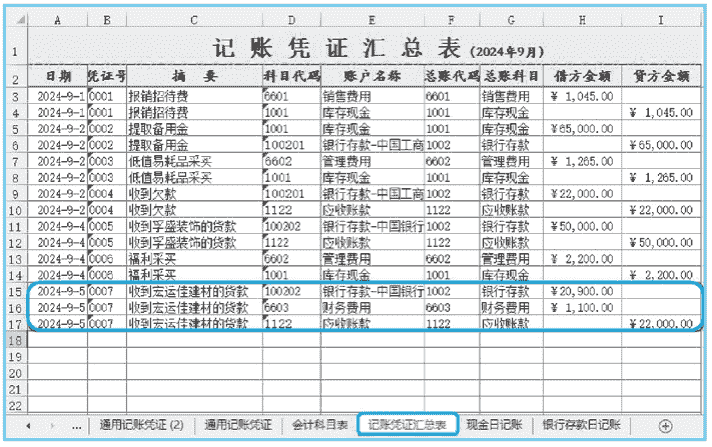 A B C D E F G H I
1 记账凭证汇总表 (2024年9月)
2 日期 凭证号 摘 要 科目代码 账户名称 总账代码 总账科目 借方金额 贷方金额
3 2024-9-1 0001 报销招待费 6601 销售费用 6601 销售费用 ¥ 1,045.00
4 2024-9-1 0001 报销招待费 1001 库存现金 1001 库存现金 ¥ 1,045.00
5 2024-9-2 0002 提取备用金 1001 库存现金 1001 库存现金 ¥65,000.00
6 2024-9-2 0002 提取备用金 100201 银行存款-中国工商 1002 银行存款 ¥65,000.00
7 2024-9-2 0003 低值易耗品采买 6602 管理费用 6602 管理费用 ¥ 1,265.00
8 2024-9-2 0003 低值易耗品采买 1001 库存现金 1001 库存现金 ¥ 1,265.00
9 2024-9-2 0004 收到欠款 100201 银行存款-中国工商 1002 银行存款 ¥22,000.00
10 2024-9-2 0004 收到欠款 1122 应收账款 1122 应收账款 ¥22,000.00
11 2024-9-4 0005 收到孚盛装饰的货款 100202 银行存款-中国银行 1002 银行存款 ¥50,000.00
12 2024-9-4 0005 收到孚盛装饰的货款 1122 应收账款 1122 应收账款 ¥50,000.00
13 2024-9-4 0006 福利采买 6602 管理费用 6602 管理费用 ¥ 2,200.00
14 2024-9-4 0006 福利采买 1001 库存现金 1001 库存现金 ¥ 2,200.00
15 2024-9-5 0007 收到宏运佳建材的货款 100202 银行存款-中国银行 1002 银行存款 ¥20,900.00
16 2024-9-5 0007 收到宏运佳建材的货款 6603 财务费用 6603 财务费用 ¥ 1,100.00
17 2024-9-5 0007 收到宏运佳建材的货款 1122 应收账款 1122 应收账款 ¥22,000.00
18
19
20
21
22
... 通用记账凭证 (2) 通用记账凭证 会计科目表 记账凭证汇总表 现金日记账 银行存款日记账